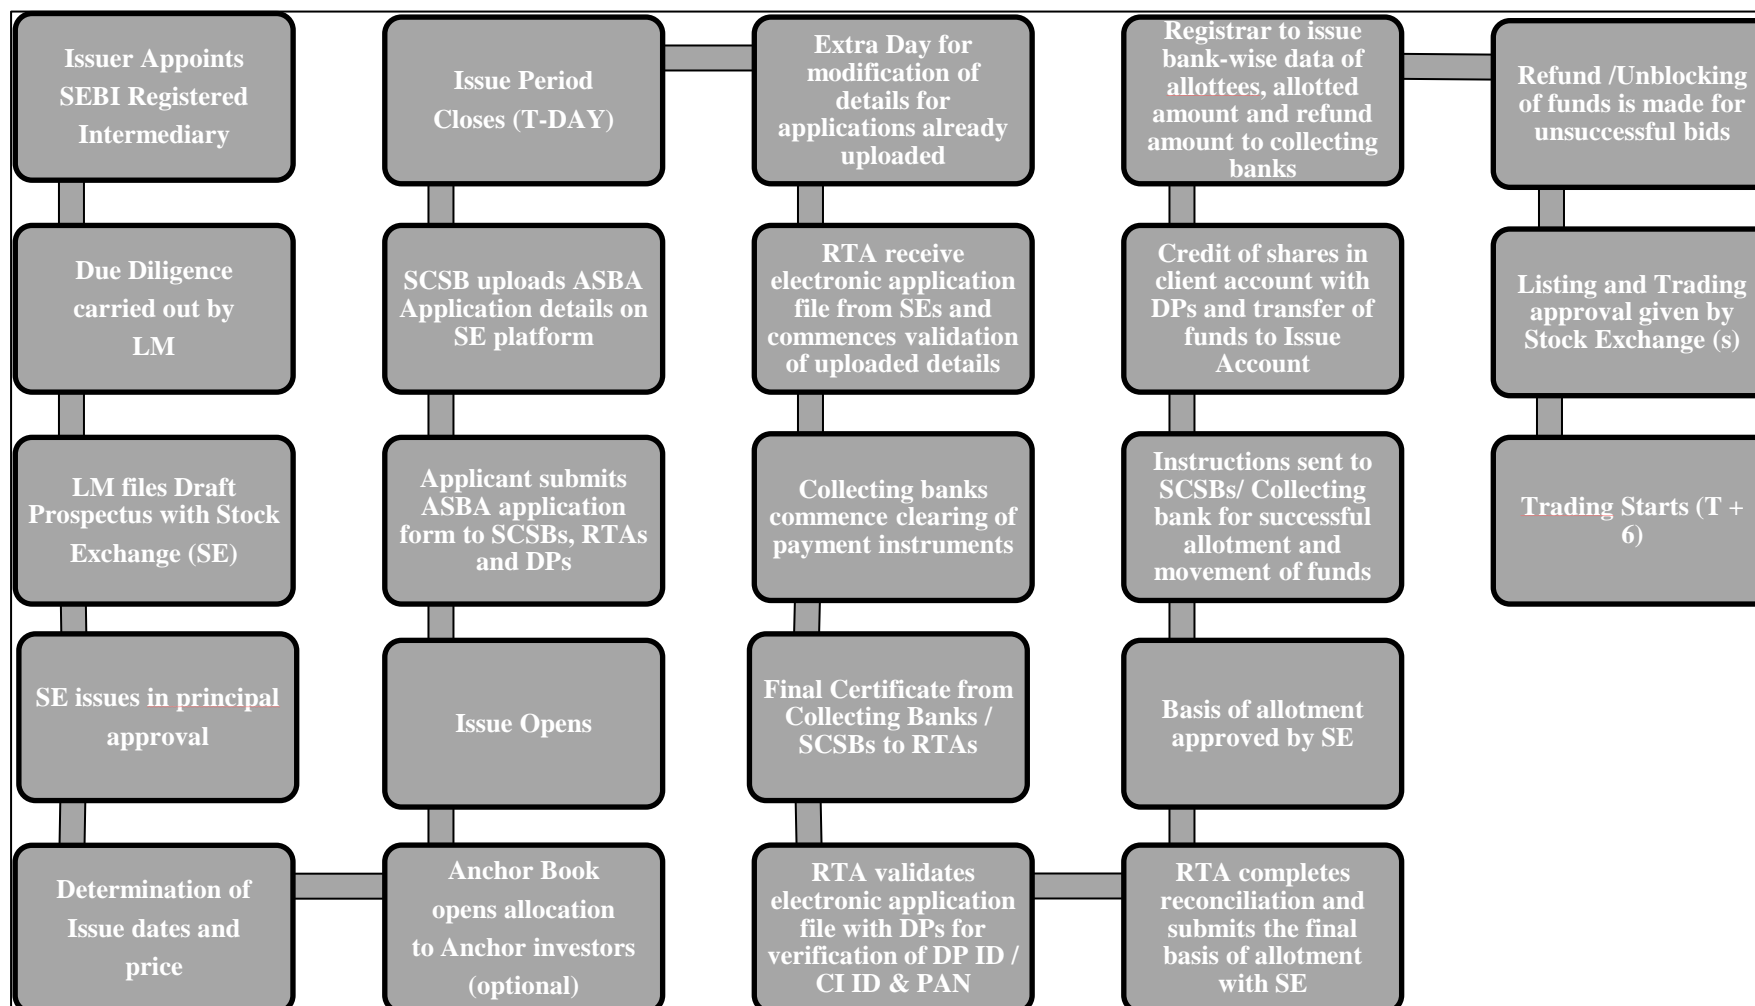 Issuer Appoints
SEBI Registered
Intermediary
Due Diligence
carried out by
LM
LM files Draft
Prospectus with Stock
Exchange (SE)
SE issues in principal
approval
Determination of
Issue dates and
price
Anchor Book
opens allocation
to Anchor investors
(optional)
Issue Opens
Applicant submits
ASBA application
form to SCSBs, RTAs
and DPs
SCSB uploads ASBA
Application details on
SE platform
Issue Period
Closes (T-DAY)
Extra Day for
modification of
details for
applications already
uploaded
RTA receive
electronic application
file from SEs and
commences validation
of uploaded details
Collecting banks
commence clearing of
payment instruments
Final Certificate from
Collecting Banks /
SCSBs to RTAs
RTA validates
electronic application
file with DPs for
verification of DP ID /
CI ID & PAN
RTA completes
reconciliation and
submits the final
basis of allotment
with SE
Basis of allotment
approved by SE
Instructions sent to
SCSBs/ Collecting
bank for successful
allotment and
movement of funds
Credit of shares in
client account with
DPs and transfer of
funds to Issue
Account
Registrar to issue
bank-wise data of
allottees, allotted
amount and refund
amount to collecting
banks
Refund /Unblocking
of funds is made for
unsuccessful bids
Listing and Trading
approval given by
Stock Exchange (s)
Trading Starts (T +
6)